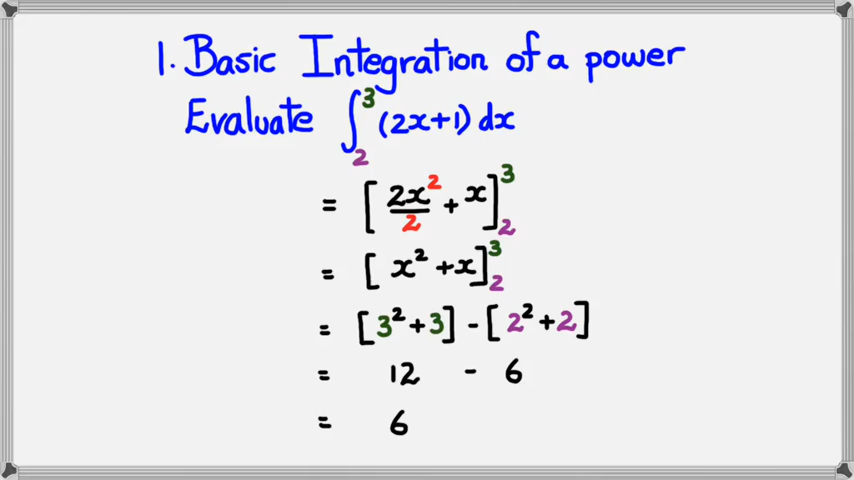 1. Basic Integration of a power
Evaluate ∫₂³ (2x+1) dx
= [2x²/2 + x]₂³
= [x² + x]₂³
= [3² + 3] - [2² + 2]
= 12 - 6
= 6